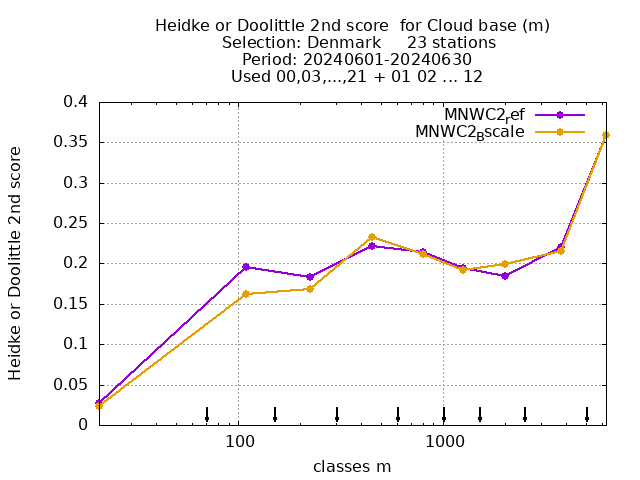 Heidke or Doolittle 2nd score  for Cloud base (m)
Selection: Denmark     23 stations
Period: 20240601-20240630
Used 00,03,...,21 + 01 02 ... 12
MNWC2ref
MNWC2Bscale
Heidke or Doolittle 2nd score
0.4
0.35
0.3
0.25
0.2
0.15
0.1
0.05
0
100
1000
classes m